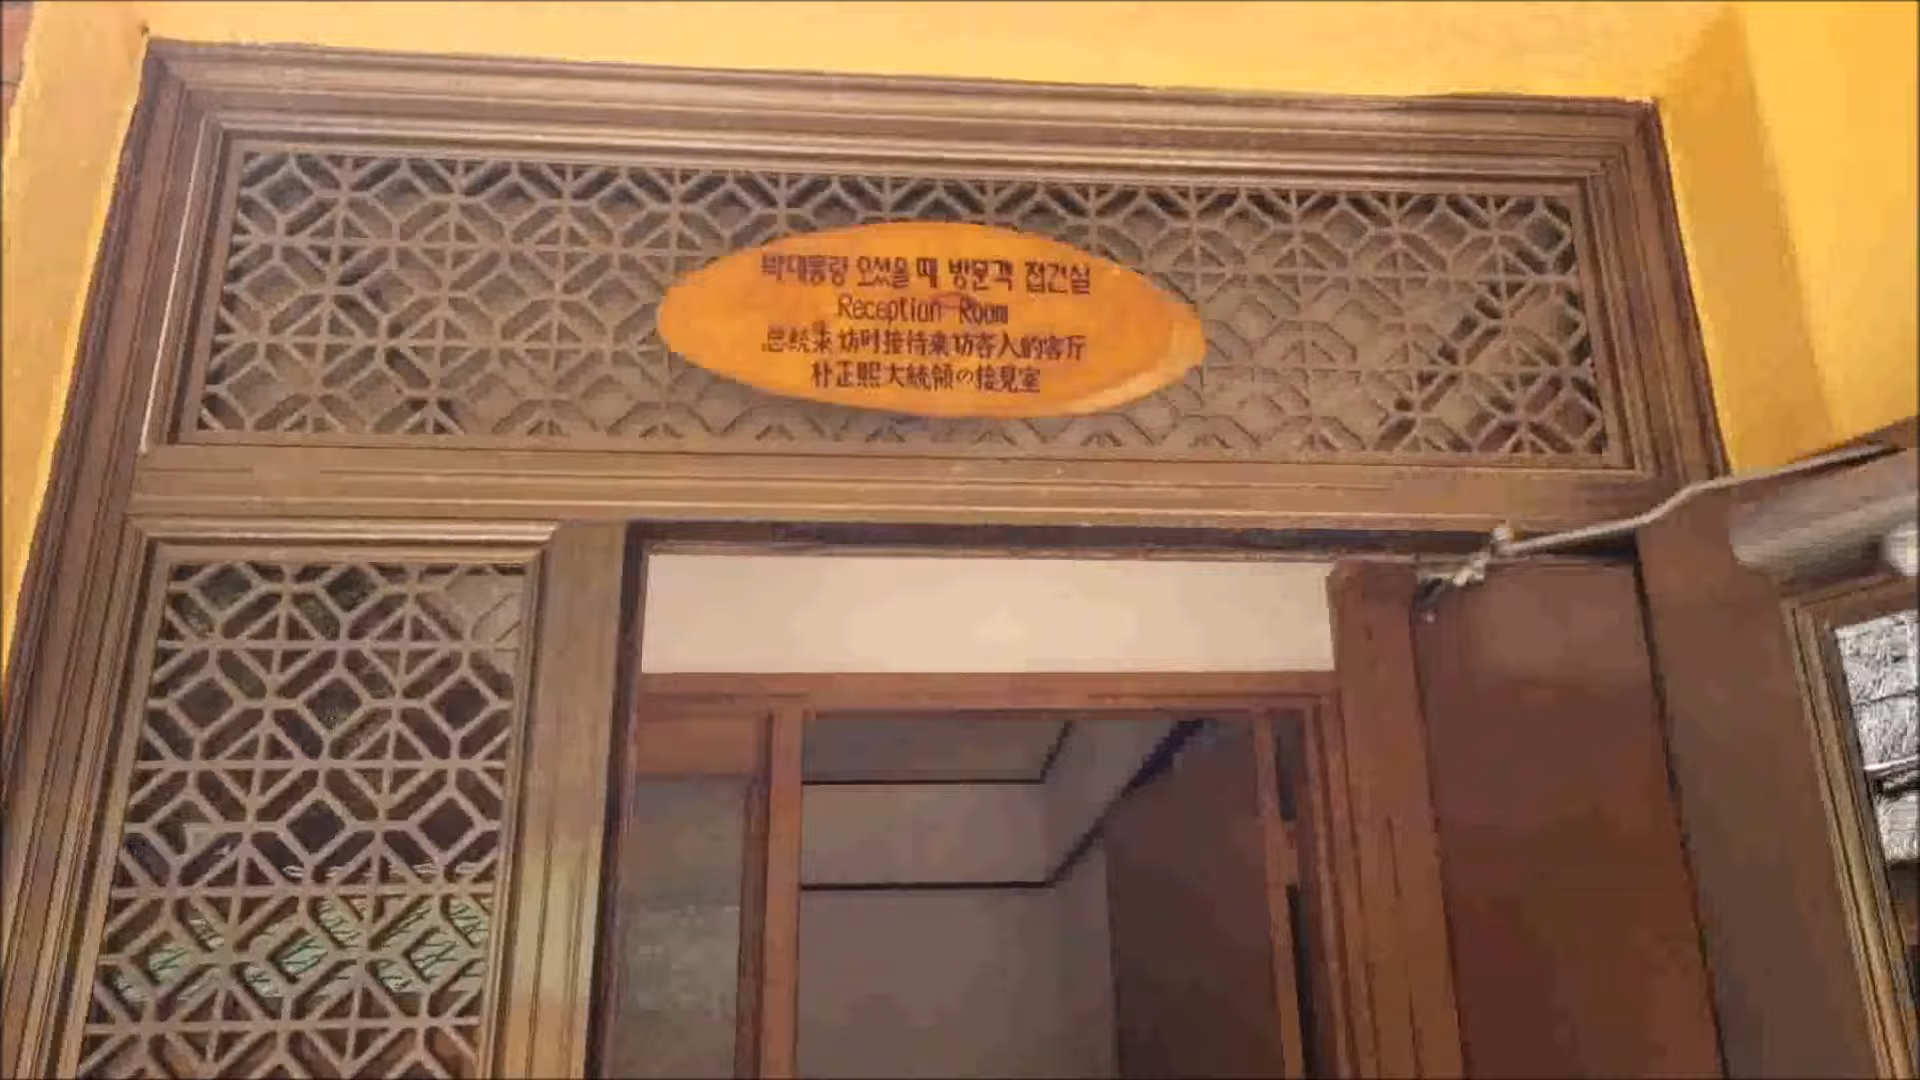 박대통령 오셨을 때 방문객 접견실
Reception Room
总统来访时接待来访客人的客厅
朴正熙大統領の接見室